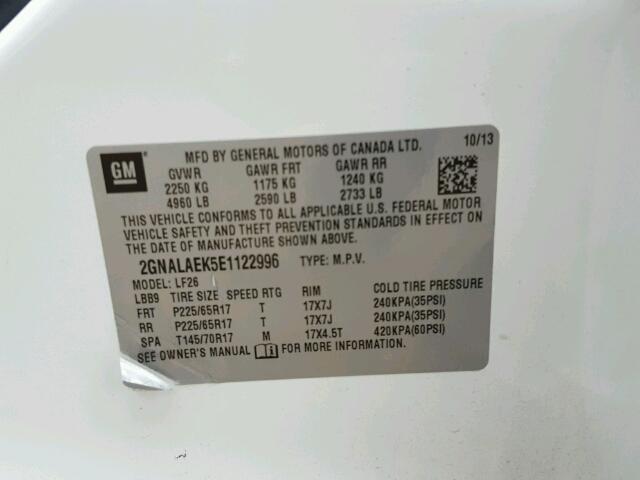 MFD BY GENERAL MOTORS OF CANADA LTD. 10/13
GM
GVWR GAWR FRT GAWR RR
2250 KG 1175 KG 1240 KG
4960 LB 2590 LB 2733 LB
THIS VEHICLE CONFORMS TO ALL APPLICABLE U.S. FEDERAL MOTOR
VEHICLE SAFETY AND THEFT PREVENTION STANDARDS IN EFFECT ON
THE DATE OF MANUFACTURE SHOWN ABOVE.
2GNALAEK5E1122996 TYPE: M.P.V.
MODEL: LF26
LBB9 TIRE SIZE SPEED RTG RIM COLD TIRE PRESSURE
FRT P225/65R17 T 17X7J 240KPA(35PSI)
RR P225/65R17 T 17X7J 240KPA(35PSI)
SPA T145/70R17 M 17X4.5T 420KPA(60PSI)
SEE OWNER'S MANUAL FOR MORE INFORMATION.